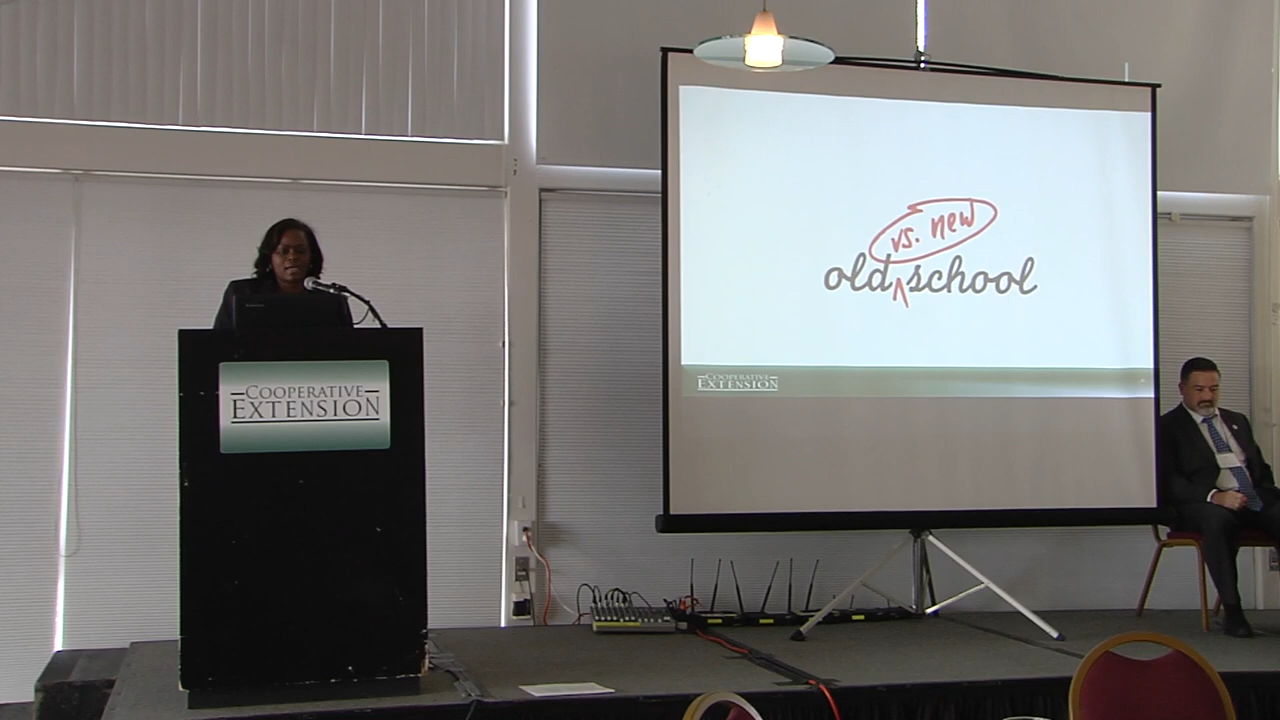 vs. new
old school
COOPERATIVE
EXTENSION
COOPERATIVE
EXTENSION